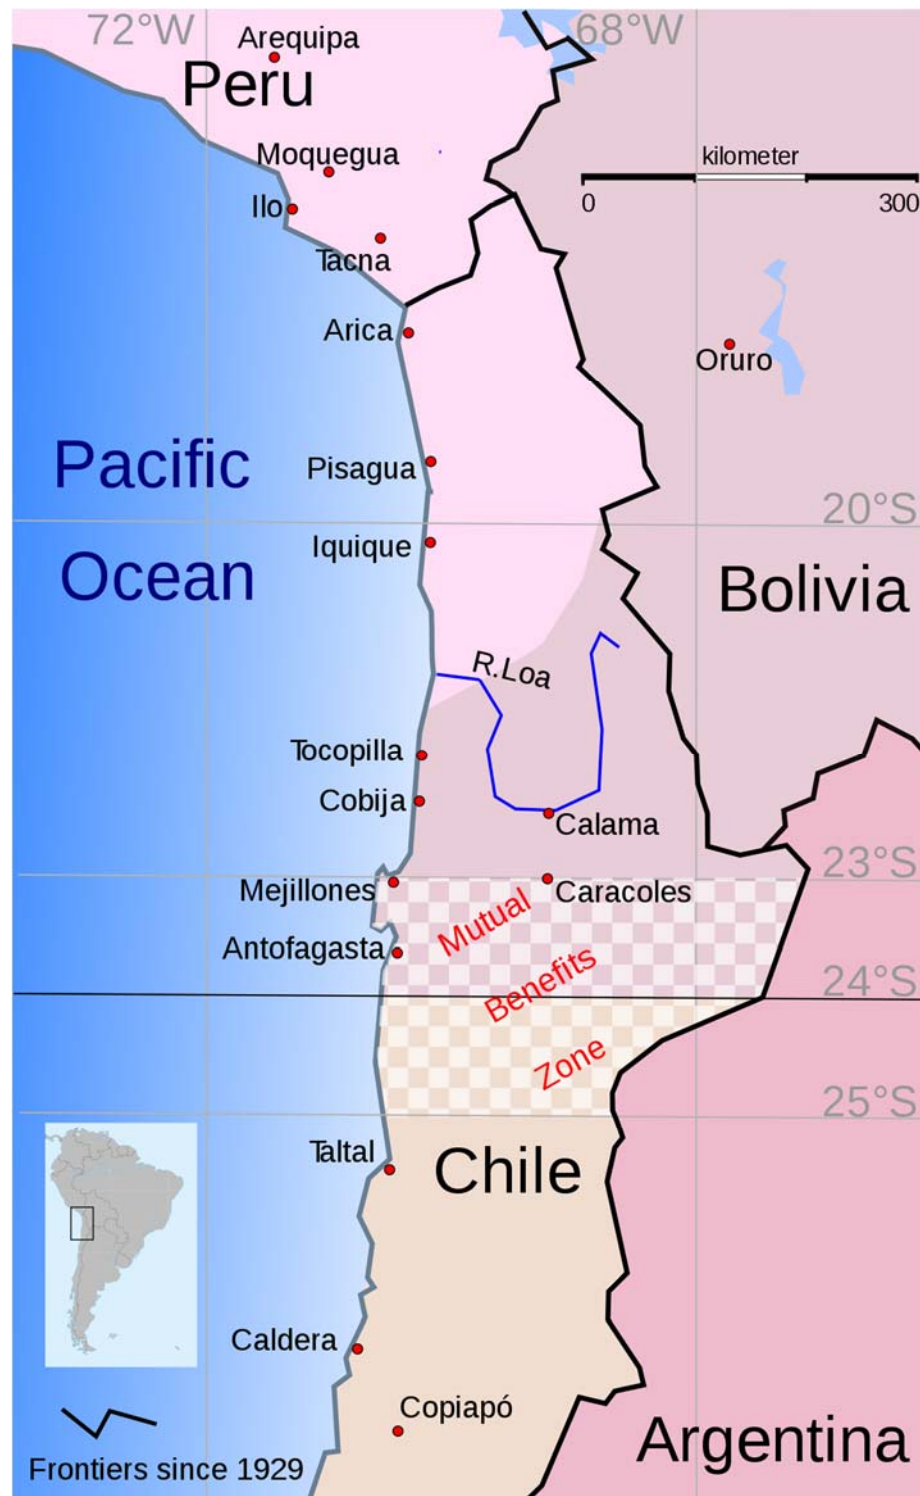 72°W
68°W
Arequipa
Peru
Moquegua
kilometer
Ilo
0
300
Tacna
Arica
Oruro
Pacific
Pisagua
20°S
Iquique
Ocean
Bolivia
R.Loa
Tocopilla
Cobija
Calama
23°S
Mejillones
Caracoles
Mutual
Antofagasta
Benefits
24°S
Zone
25°S
Taltal
Chile
Caldera
Copiapó
Argentina
Frontiers since 1929